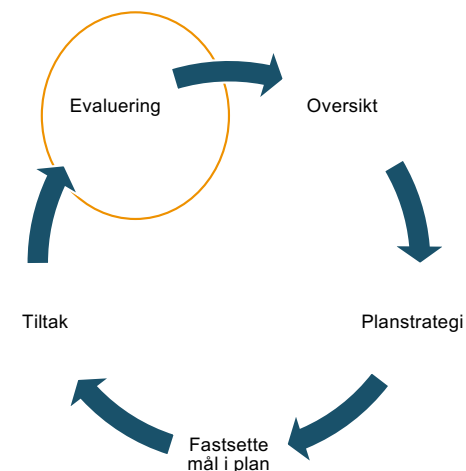 Evaluering
Oversikt
Planstrategi
Fastsette
mål i plan
Tiltak